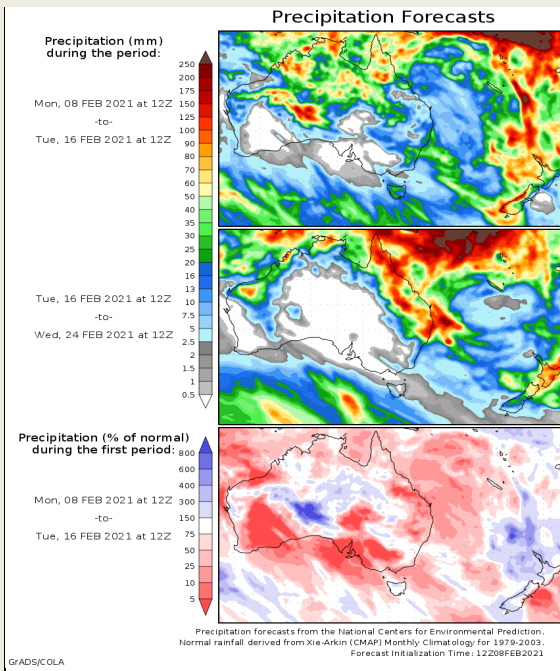 Precipitation Forecasts
Precipitation (mm)
during the period:
Mon, 08 FEB 2021 at 12Z
-to-
Tue, 16 FEB 2021 at 12Z
250
200
175
150
125
100
90
80
70
60
50
40
35
30
25
20
16
13
10
7.5
5
2.5
2
1.5
1
0.5
Tue, 16 FEB 2021 at 12Z
-to-
Wed, 24 FEB 2021 at 12Z
Precipitation (% of normal)
during the first period:
Mon, 08 FEB 2021 at 12Z
-to-
Tue, 16 FEB 2021 at 12Z
800
600
400
300
150
75
50
25
10
5
Precipitation forecasts from the National Centers for Environmental Prediction.
Normal rainfall derived from Xie-Arkin (CMAP) Monthly Climatology for 1979-2003.
Forecast Initialization Time: 12Z08FEB2021
GrADS/COLA